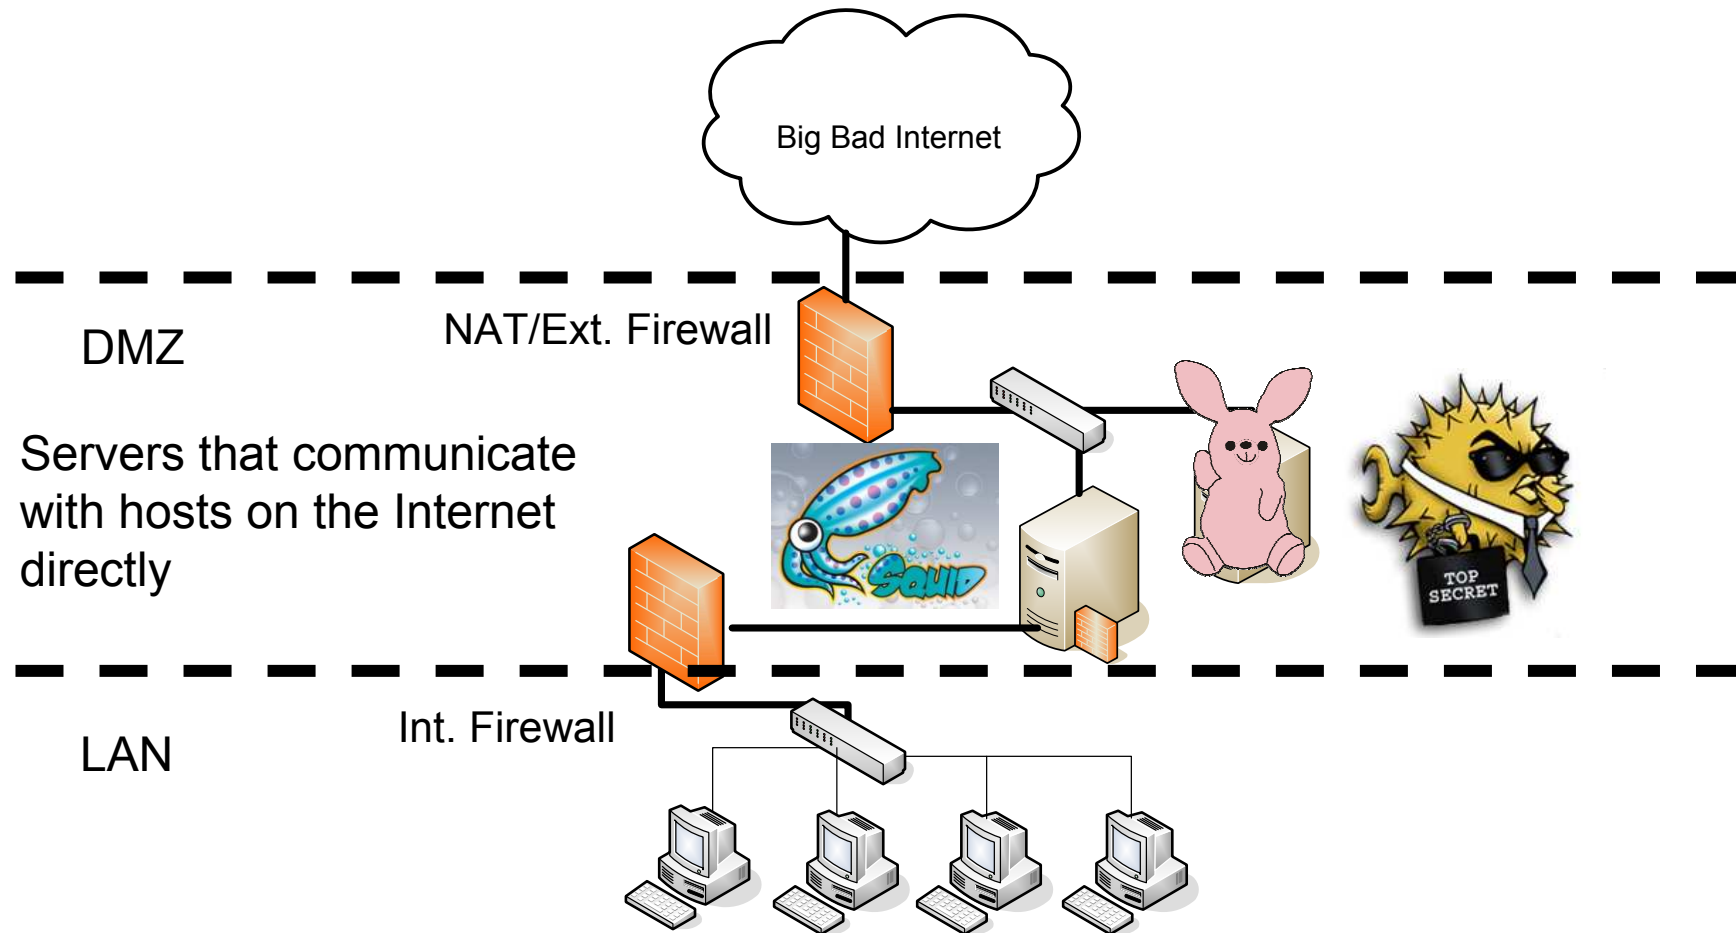 Big Bad Internet
NAT/Ext. Firewall
DMZ
Servers that communicate
with hosts on the Internet
directly
SQUID
TOP
SECRET
Int. Firewall
LAN